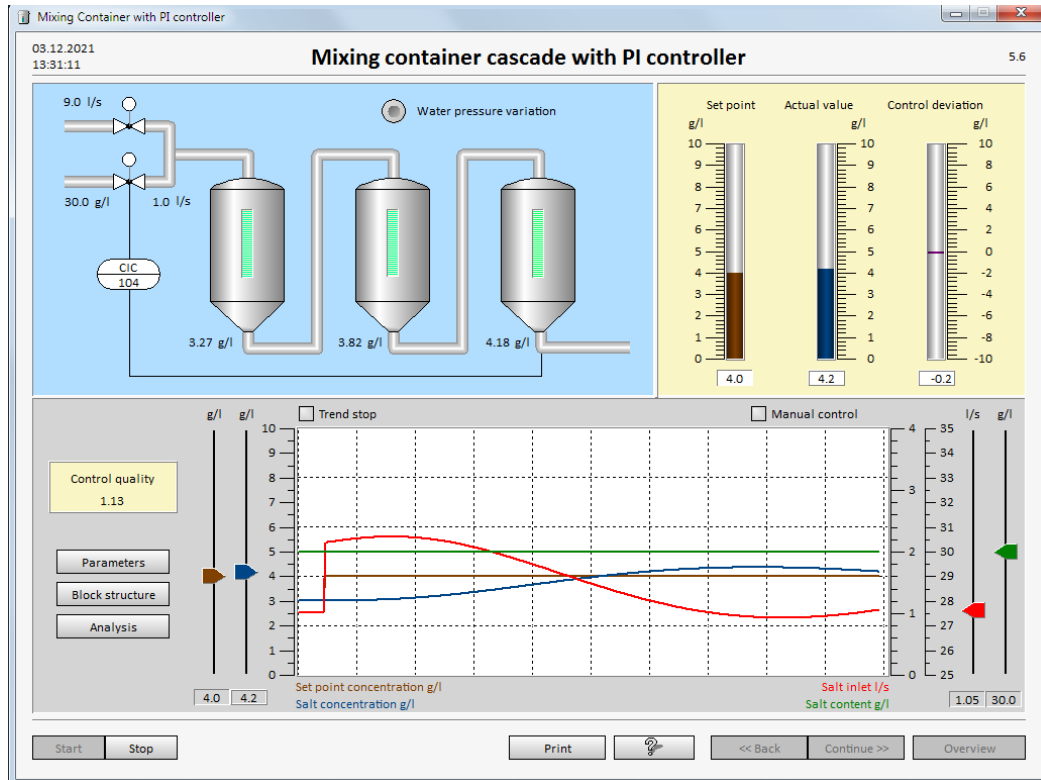 Mixing Container with PI controller
03.12.2021
13:31:11
Mixing container cascade with PI controller
5.6
9.0 l/s
Water pressure variation
30.0 g/l
1.0 l/s
CIC
104
3.27 g/l
3.82 g/l
4.18 g/l
Set point
Actual value
Control deviation
g/l
g/l
g/l
10
9
8
7
6
5
4
3
2
1
0
10
9
8
7
6
5
4
3
2
1
0
10
8
6
4
2
0
-2
-4
-6
-8
-10
4.0
4.2
-0.2
g/l
g/l
Trend stop
Manual control
l/s
g/l
Control quality
1.13
Parameters
Block structure
Analysis
10
9
8
7
6
5
4
3
2
1
0
4
3
2
1
0
35
34
33
32
31
30
29
28
27
26
25
4.0
4.2
Set point concentration g/l
Salt concentration g/l
Salt inlet l/s
Salt content g/l
1.05
30.0
Start
Stop
Print
?
<< Back
Continue >>
Overview